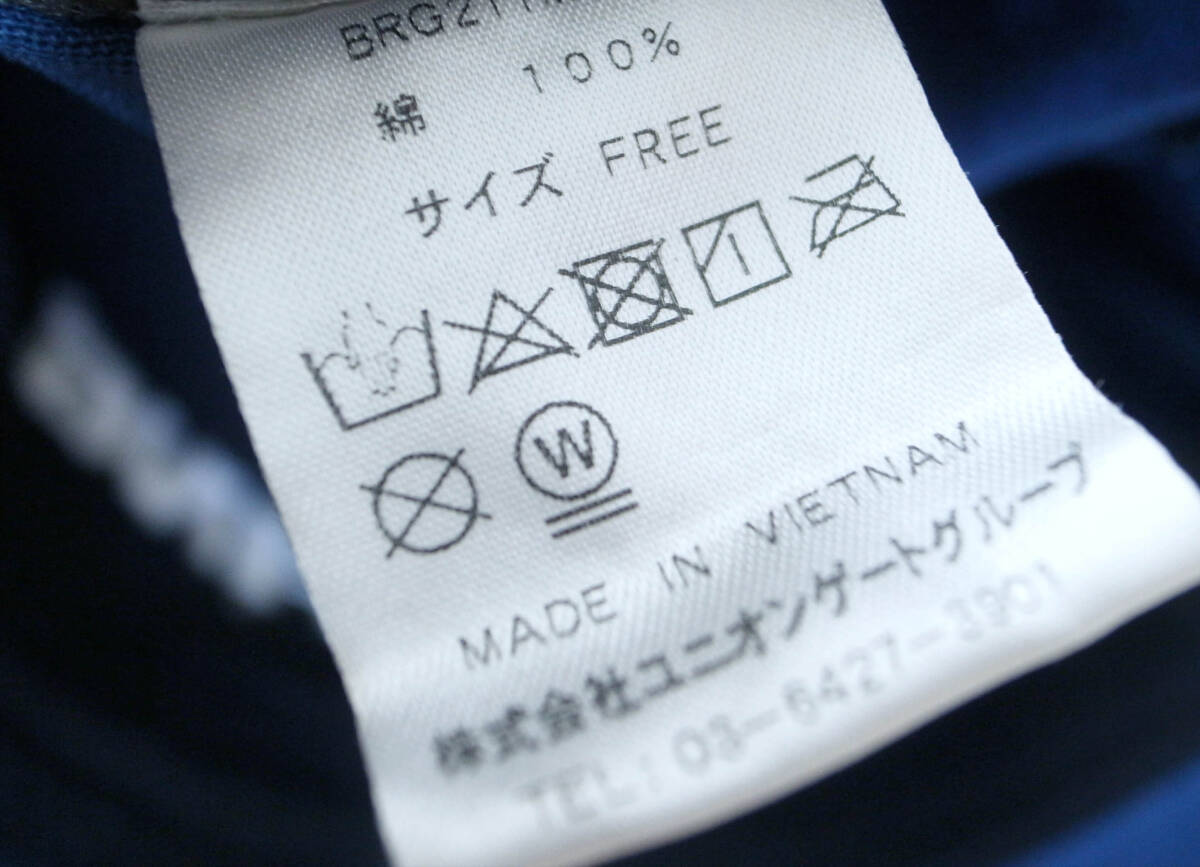 綿 100%
サイズ FREE
W
MADE IN VIETNAM
株式会社ユニオンゲートグループ
TEL:03-6427-3901